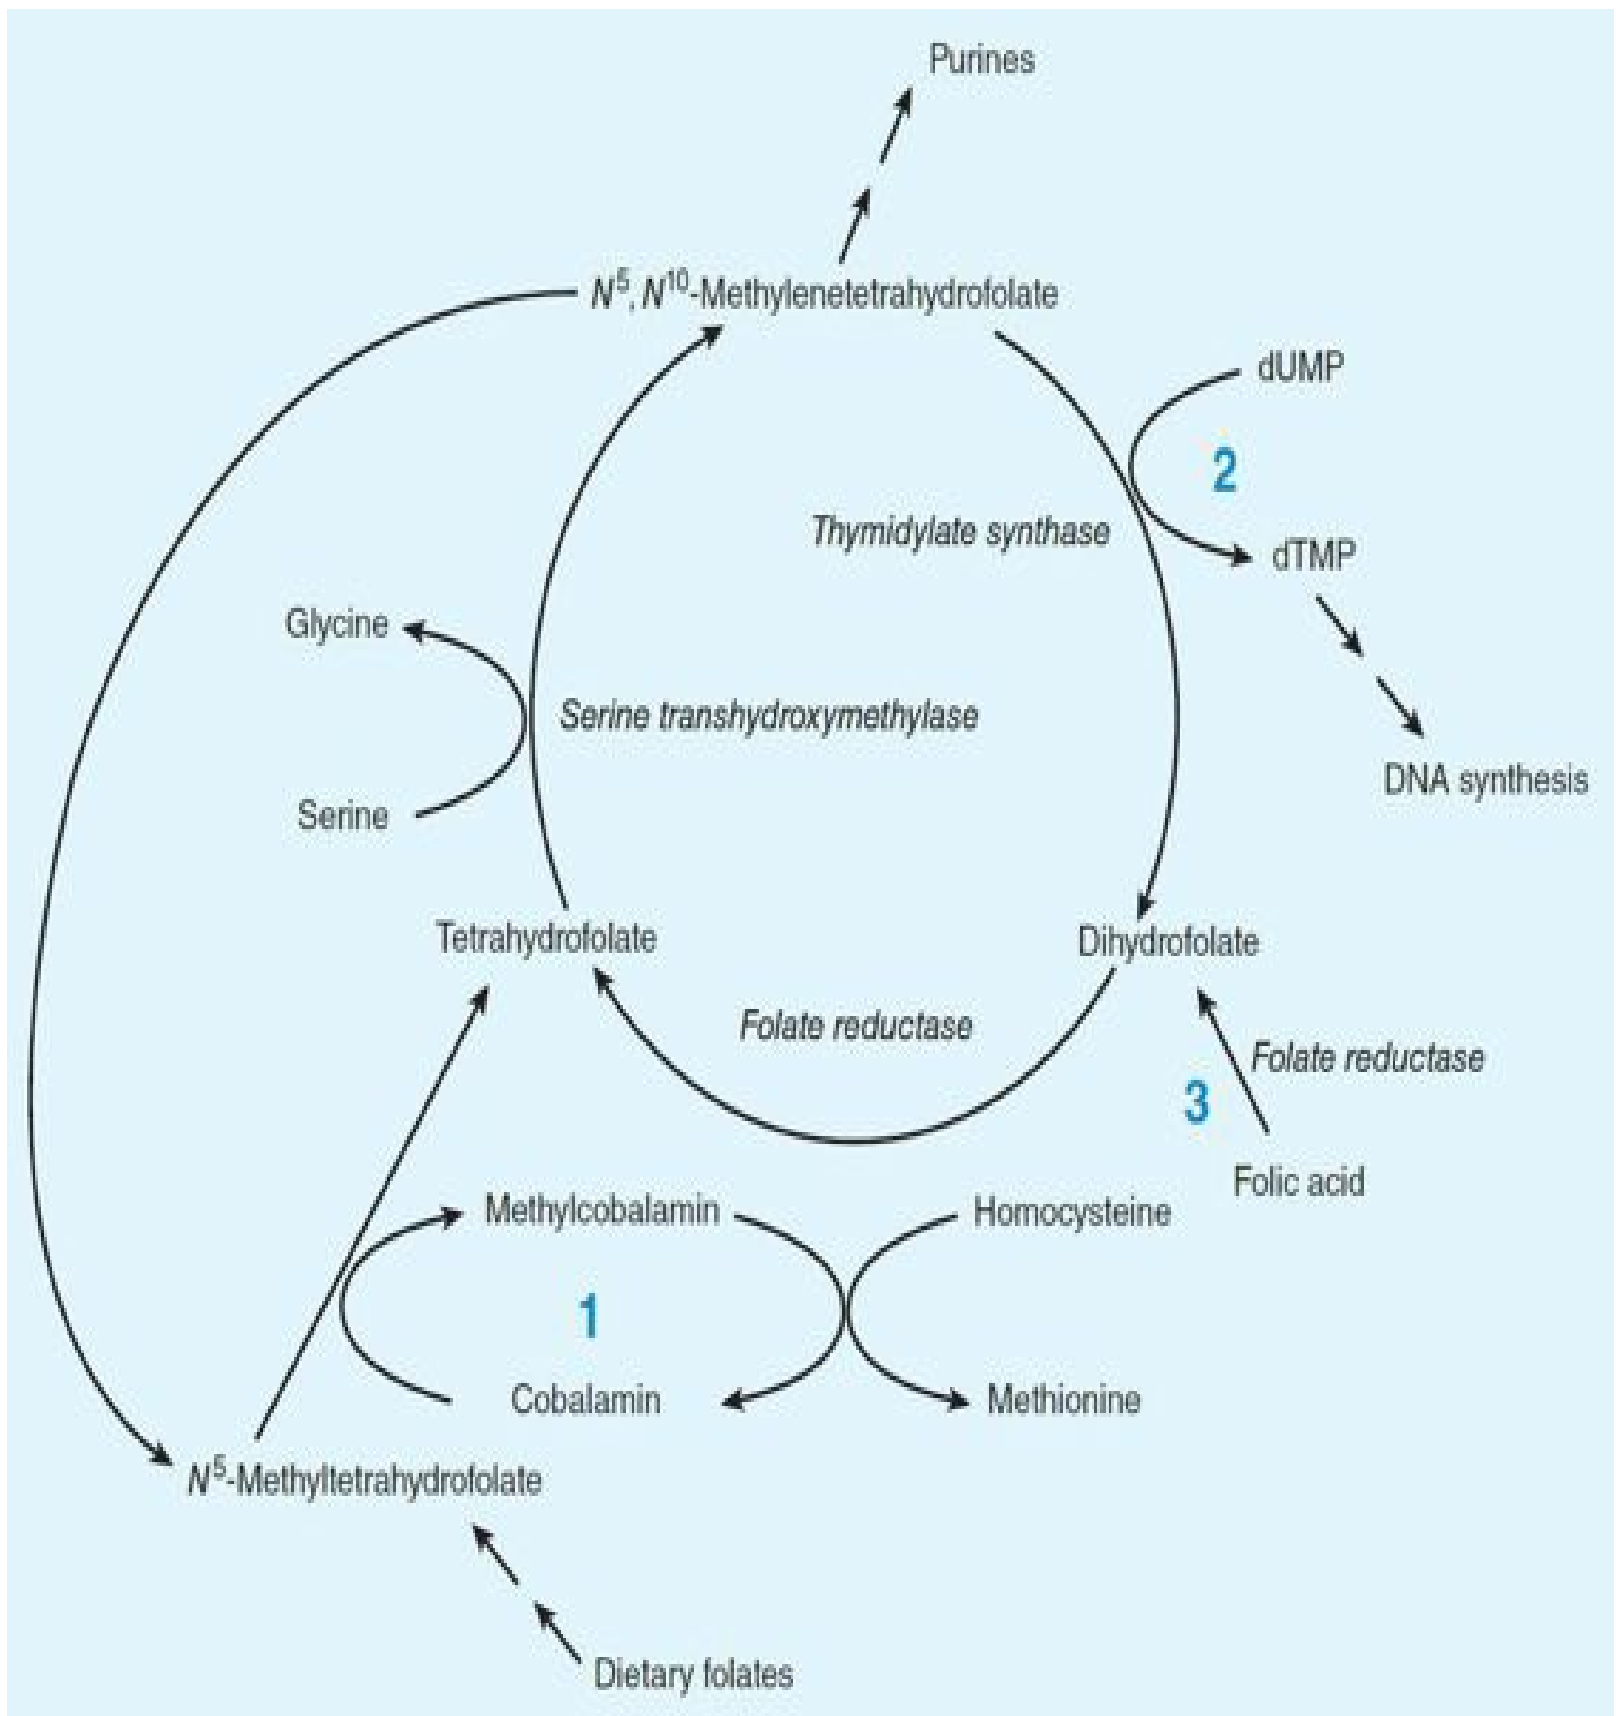 Purines
N⁵, N¹⁰-Methylenetetrahydrofolate
dUMP
2
Thymidylate synthase
dTMP
Glycine
Serine transhydroxymethylase
DNA synthesis
Serine
Tetrahydrofolate
Dihydrofolate
Folate reductase
Folate reductase
3
Folic acid
Methylcobalamin
Homocysteine
1
Cobalamin
Methionine
N⁵-Methyltetrahydrofolate
Dietary folates